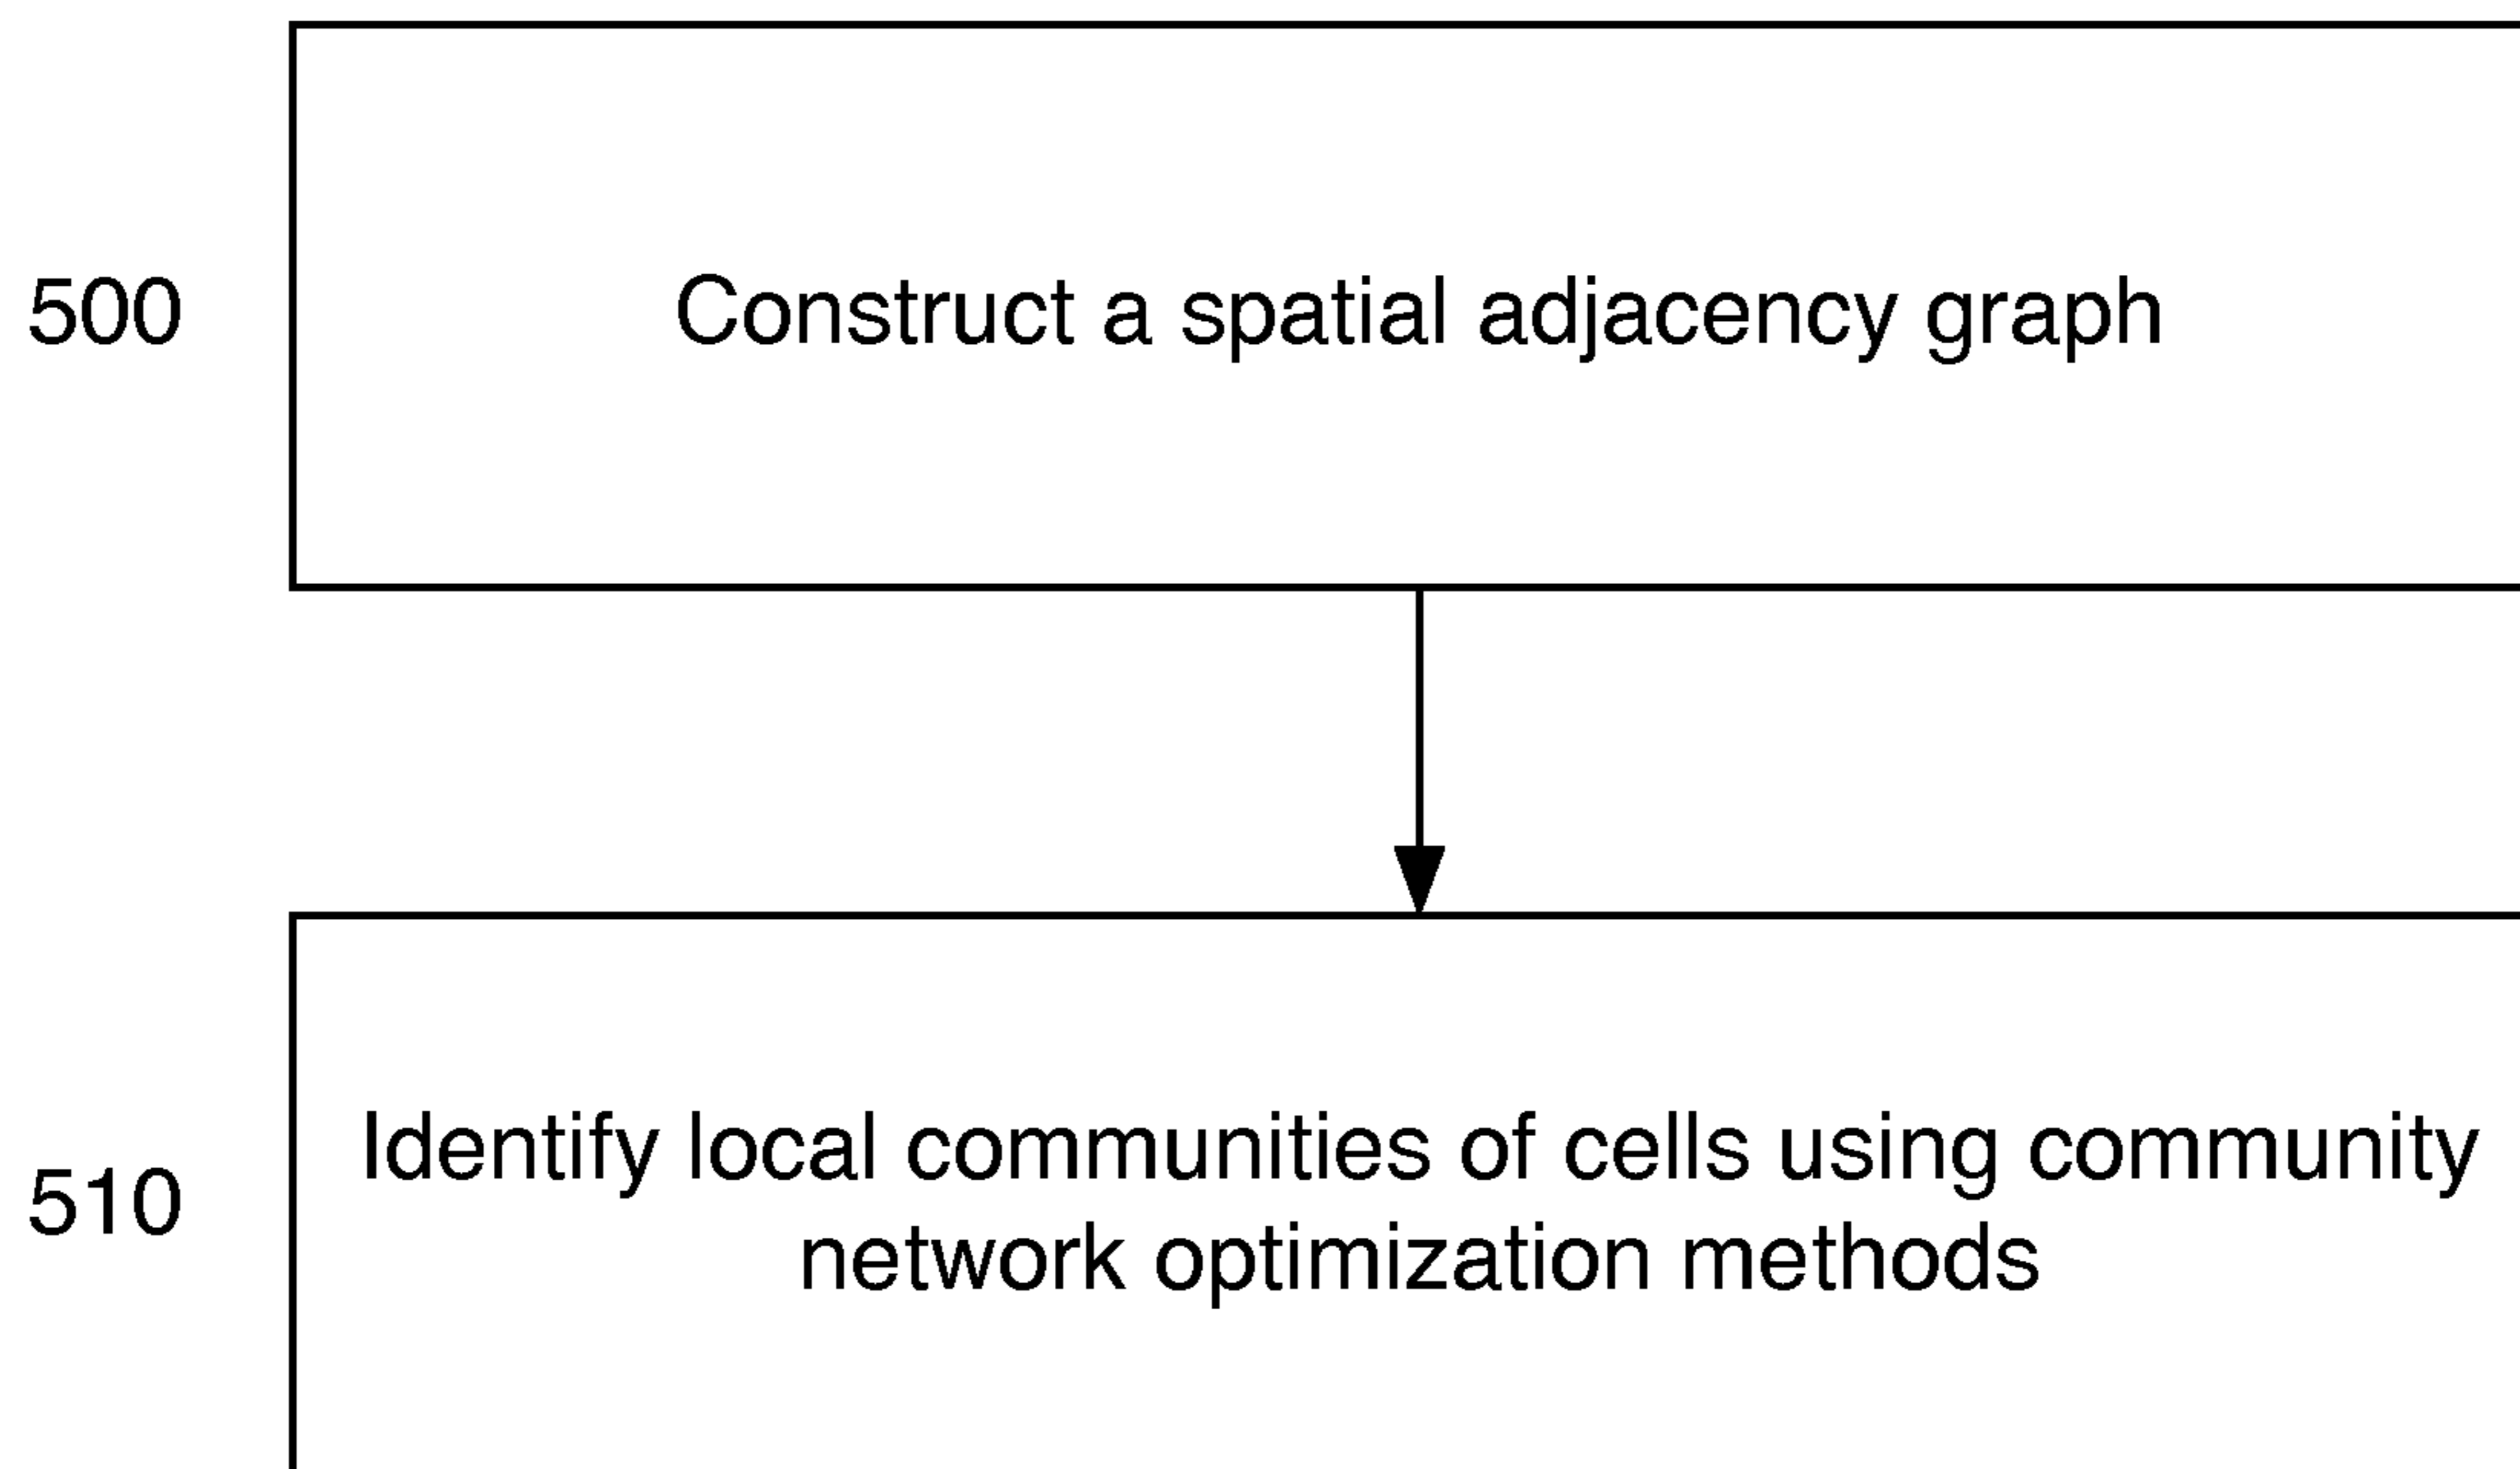 500
Construct a spatial adjacency graph
510
Identify local communities of cells using community
network optimization methods